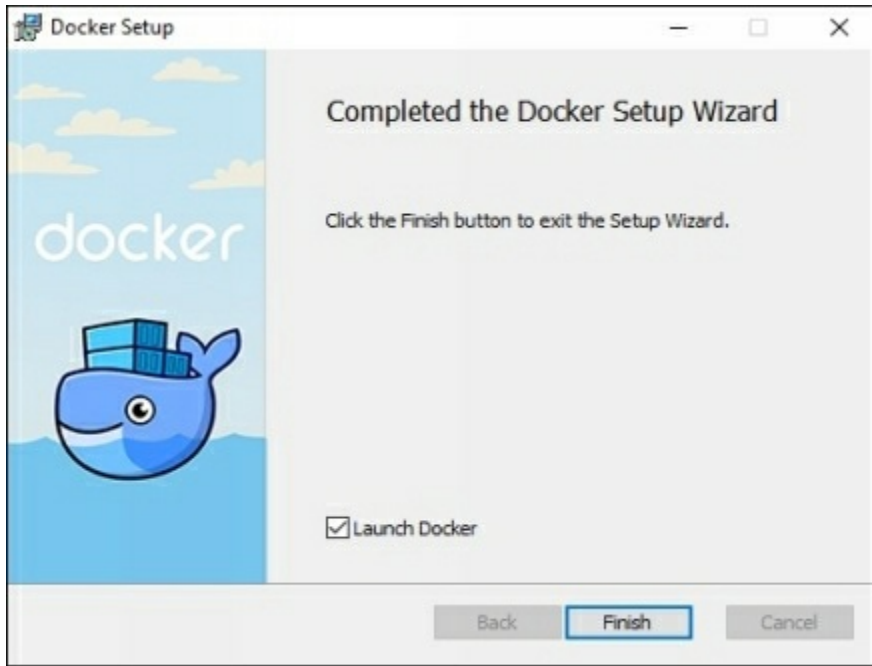 Docker Setup
Completed the Docker Setup Wizard
Click the Finish button to exit the Setup Wizard.
docker
Launch Docker
Back
Finish
Cancel